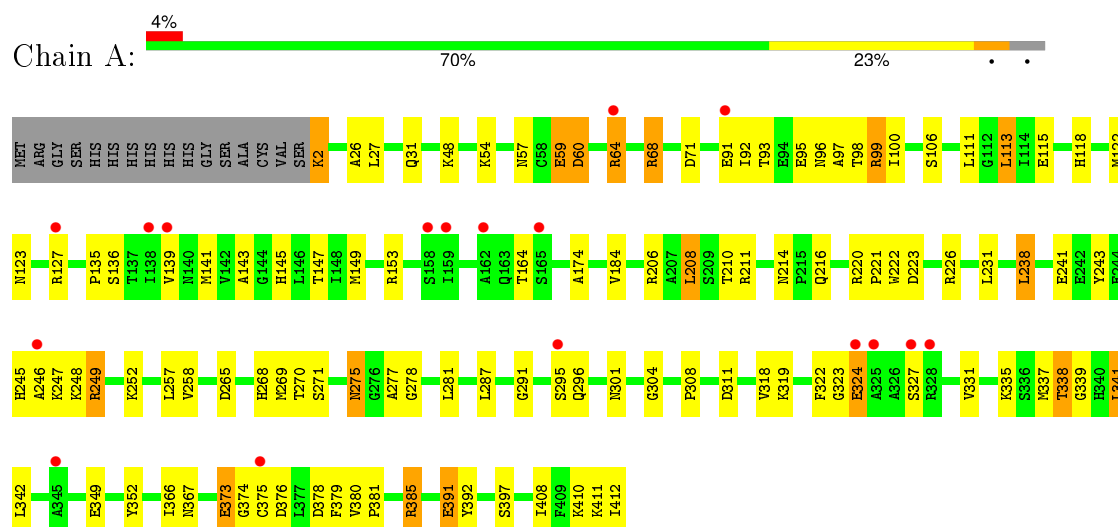 4%
Chain A:
70% 23% • •
MET ARG GLY SER HIS HIS HIS HIS HIS HIS GLY SER ALA CYS VAL SER K2 A26 L27 Q31 K48 K54 N57 C58 E59 D60 R64 R68 D71 E91 I92 T93 E94 E95 N96 A97 T98 R99 I100 S106 L111 G112 L113 I114 E115 H118 M122
N123 R127 P135 S136 T137 I138 V139 N140 M141 V142 A143 G144 H145 L146 T147 I148 M149 R153 S158 I159 A162 Q163 T164 S165 A174 V184 R206 A207 L208 S209 T210 R211 N214 P215 Q216 R220 P221 W222 D223 R226 L231 L238 E241 E242 Y243 F244
H245 A246 K247 K248 R249 K252 L257 V258 D265 H268 M269 T270 S271 N275 G276 A277 G278 L281 L287 G291 S295 Q296 N301 G304 P308 D311 V318 K319 F322 G323 E324 A325 A326 S327 R328 V331 K335 S336 M337 T338 G339 H340 L341
L342 A345 E349 Y352 I366 N367 E373 G374 C375 D376 L377 D378 F379 V380 P381 R385 E391 Y392 S397 I408 F409 K410 K411 I412